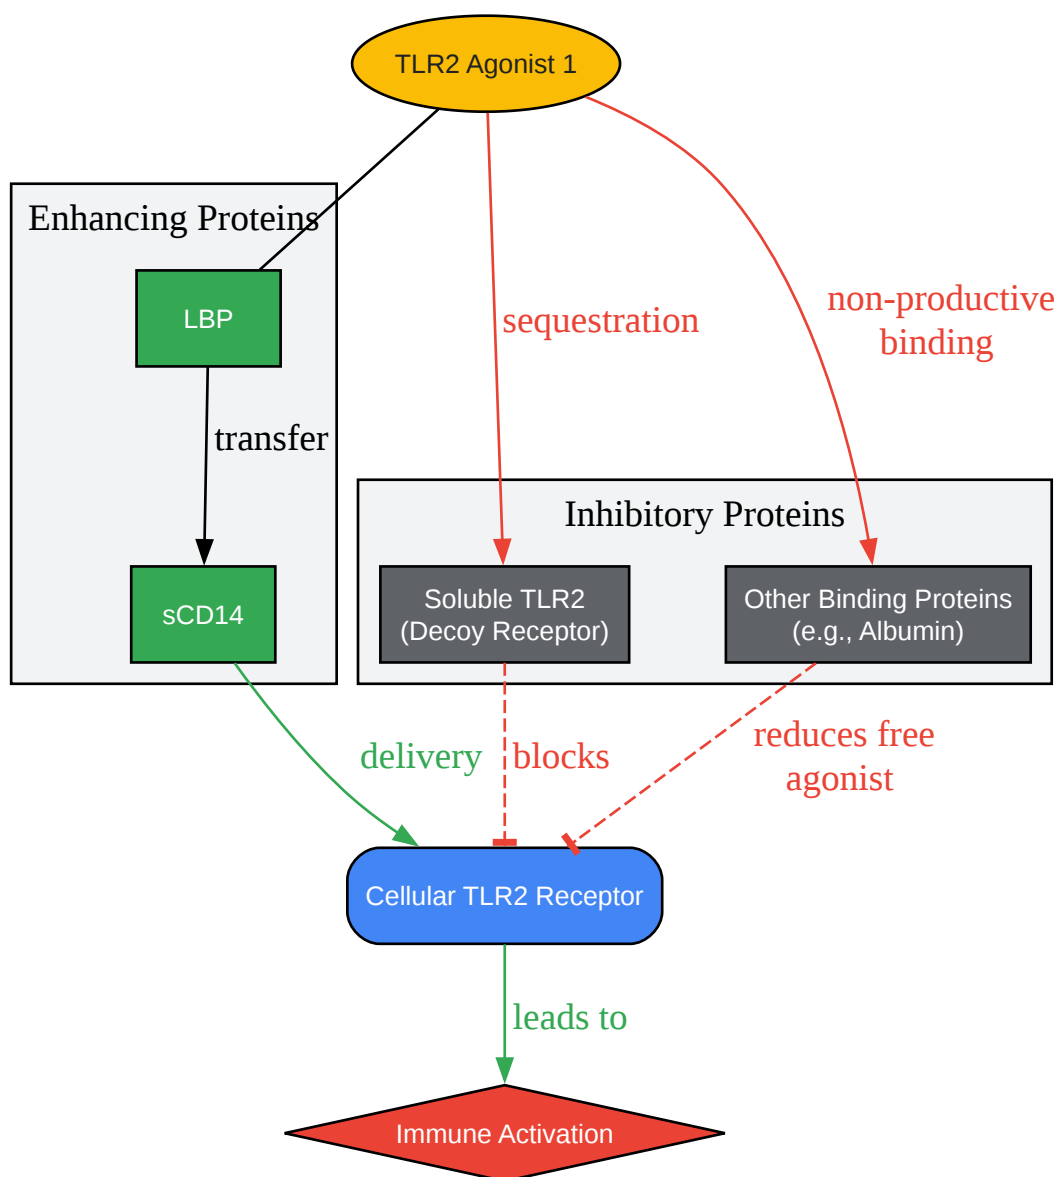 TLR2 Agonist 1
Enhancing Proteins
LBP
sequestration
non-productive
binding
transfer
Inhibitory Proteins
sCD14
Soluble TLR2
(Decoy Receptor)
Other Binding Proteins
(e.g., Albumin)
delivery
blocks
reduces free
agonist
Cellular TLR2 Receptor
leads to
Immune Activation